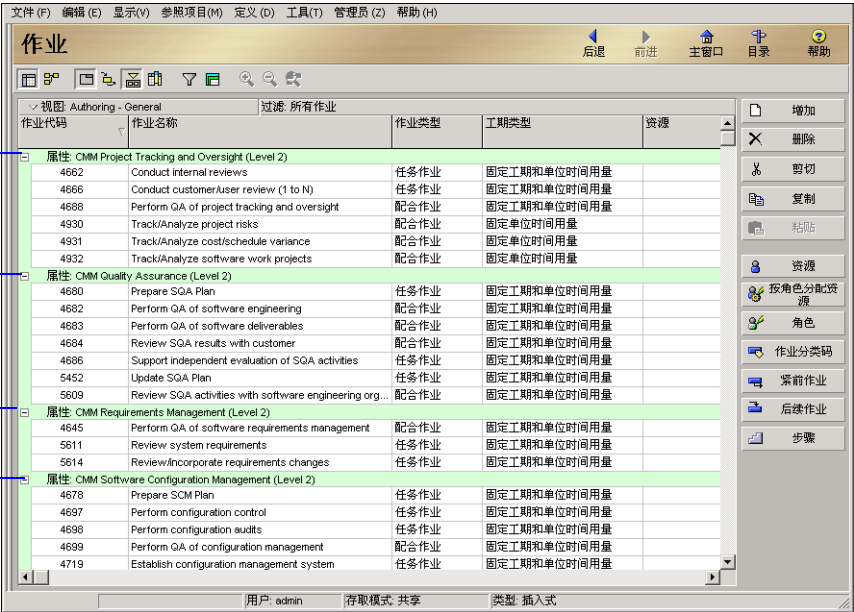 文件(F) 编辑(E) 显示(V) 参照项目(M) 定义(D) 工具(T) 管理员(Z) 帮助(H)
作业 后退 前进 主窗口 目录 帮助
视图: Authoring - General 过滤: 所有作业
作业代码 作业名称 作业类型 工期类型 资源
属性: CMM Project Tracking and Oversight (Level 2)
4662 Conduct internal reviews 任务作业 固定工期和单位时间用量
4666 Conduct customer/user review (1 to N) 任务作业 固定工期和单位时间用量
4688 Perform QA of project tracking and oversight 配合作业 固定工期和单位时间用量
4930 Track/Analyze project risks 配合作业 固定单位时间用量
4931 Track/Analyze cost/schedule variance 配合作业 固定单位时间用量
4932 Track/Analyze software work projects 配合作业 固定单位时间用量
属性: CMM Quality Assurance (Level 2)
4680 Prepare SQA Plan 任务作业 固定工期和单位时间用量
4682 Perform QA of software engineering 配合作业 固定工期和单位时间用量
4683 Perform QA of software deliverables 配合作业 固定工期和单位时间用量
4684 Review SQA results with customer 配合作业 固定工期和单位时间用量
4686 Support independent evaluation of SQA activities 任务作业 固定工期和单位时间用量
5452 Update SQA Plan 任务作业 固定工期和单位时间用量
5609 Review SQA activities with software engineering org... 配合作业 固定工期和单位时间用量
属性: CMM Requirements Management (Level 2)
4645 Perform QA of software requirements management 配合作业 固定工期和单位时间用量
5611 Review system requirements 任务作业 固定工期和单位时间用量
5614 Review/incorporate requirements changes 任务作业 固定工期和单位时间用量
属性: CMM Software Configuration Management (Level 2)
4678 Prepare SCM Plan 任务作业 固定工期和单位时间用量
4697 Perform configuration control 任务作业 固定工期和单位时间用量
4698 Perform configuration audits 任务作业 固定工期和单位时间用量
4699 Perform QA of configuration management 配合作业 固定工期和单位时间用量
4719 Establish configuration management system 任务作业 固定工期和单位时间用量
增加
删除
剪切
复制
粘贴
资源
按角色分配资
源
角色
作业分类码
紧前作业
后续作业
步骤
用户: admin 存取模式: 共享 类型: 插入式